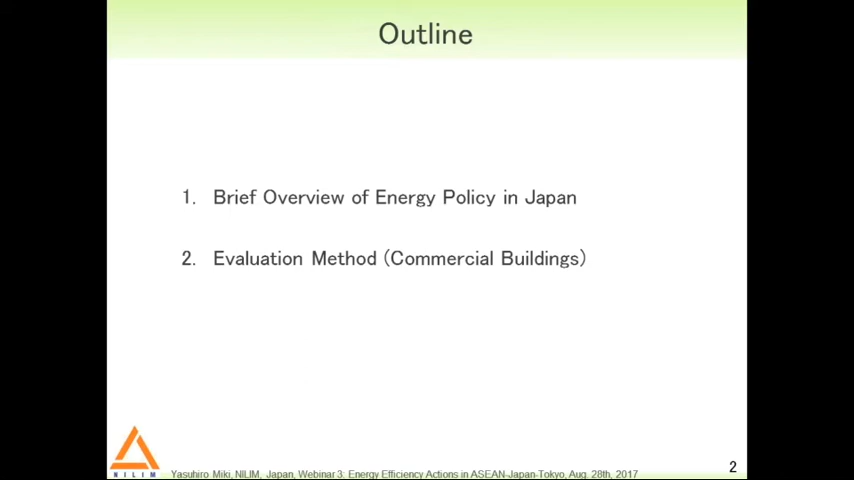 Outline
1. Brief Overview of Energy Policy in Japan
2. Evaluation Method (Commercial Buildings)
NILIM
Yasuhiro Miki, NILIM, Japan, Webinar 3: Energy Efficiency Actions in ASEAN-Japan-Tokyo, Aug. 28th, 2017
2